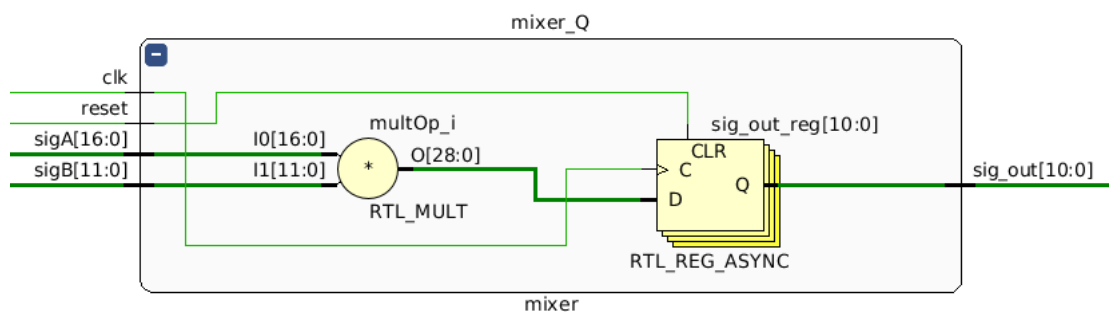 mixer_Q
clk
reset
sigA[16:0]
sigB[11:0]
I0[16:0]
I1[11:0]
multOp_i
*
O[28:0]
RTL_MULT
sig_out_reg[10:0]
CLR
C
D
Q
RTL_REG_ASYNC
sig_out[10:0]
mixer